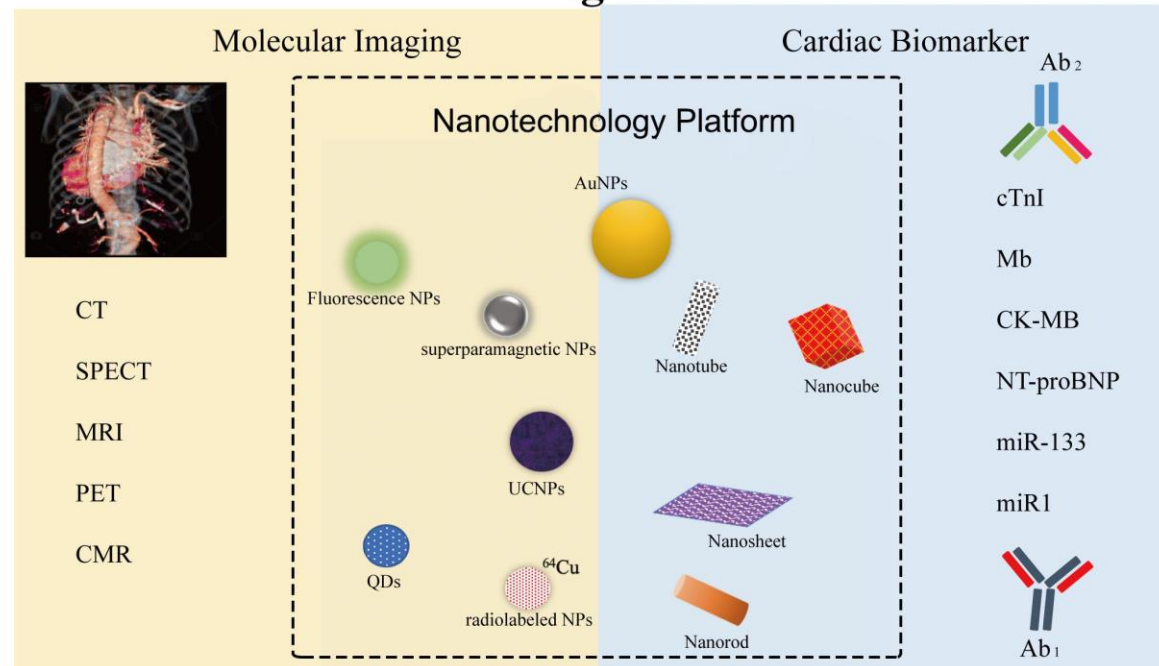 Molecular Imaging
Cardiac Biomarker
Nanotechnology Platform
CT
SPECT
MRI
PET
CMR
AuNPs
Fluorescence NPs
superparamagnetic NPs
Nanotube
Nanocube
UCNPs
Nanosheet
QDs
⁶⁴Cu
radiolabeled NPs
Nanorod
Ab₂
cTnI
Mb
CK-MB
NT-proBNP
miR-133
miR1
Ab₁